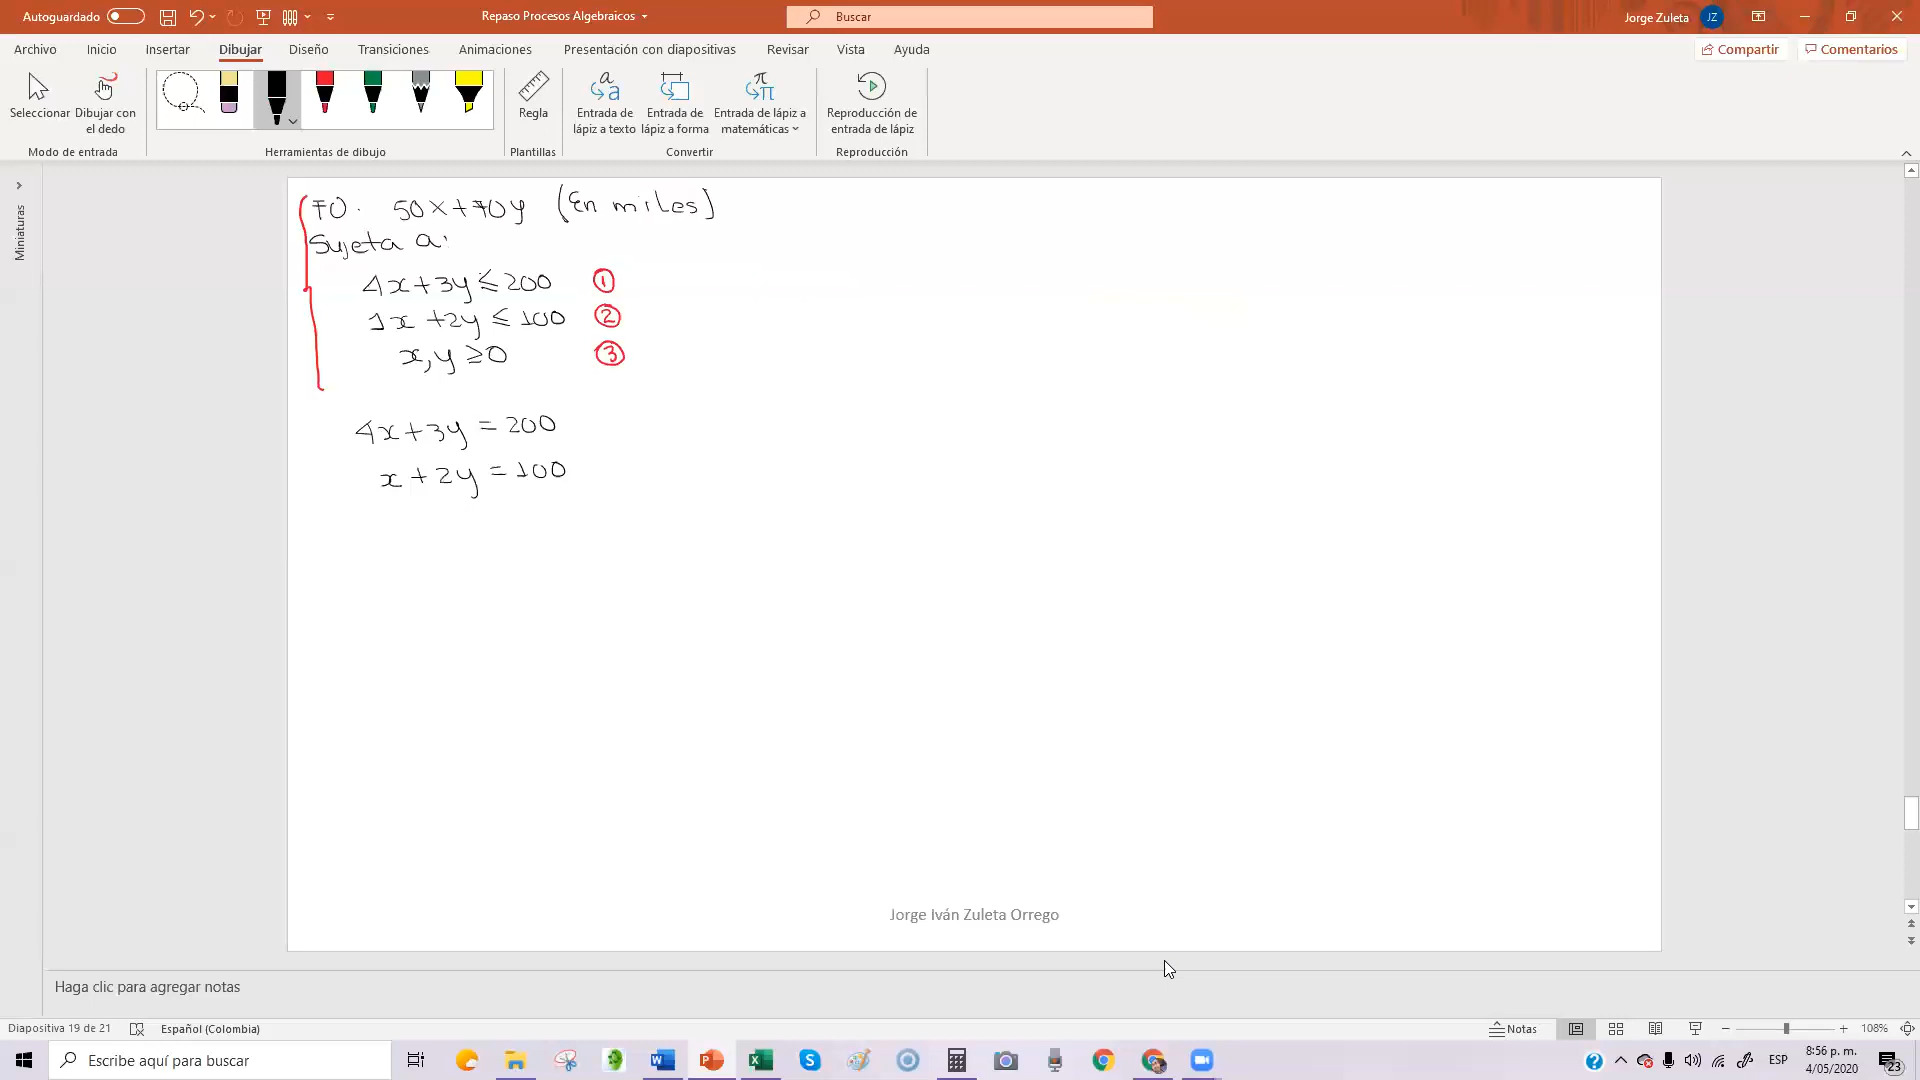 Autoguardado
Repaso Procesos Algebraicos
Buscar
Jorge Zuleta
JZ
Archivo
Inicio
Insertar
Dibujar
Diseño
Transiciones
Animaciones
Presentación con diapositivas
Revisar
Vista
Ayuda
Compartir
Comentarios
Seleccionar
Dibujar con
el dedo
Regla
Entrada de
lápiz a texto
Entrada de
lápiz a forma
Entrada de lápiz a
matemáticas
Reproducción de
entrada de lápiz
Modo de entrada
Herramientas de dibujo
Plantillas
Convertir
Reproducción
Miniaturas
FO. 50x+70y (En miles)
Sujeta a:
4x+3y≤200 ①
1x+2y≤100 ②
x,y≥0 ③
4x+3y=200
x+2y=100
Jorge Iván Zuleta Orrego
Haga clic para agregar notas
Diapositiva 19 de 21
Español (Colombia)
Notas
108%
Escribe aquí para buscar
ESP
8:56 p. m.
4/05/2020
23